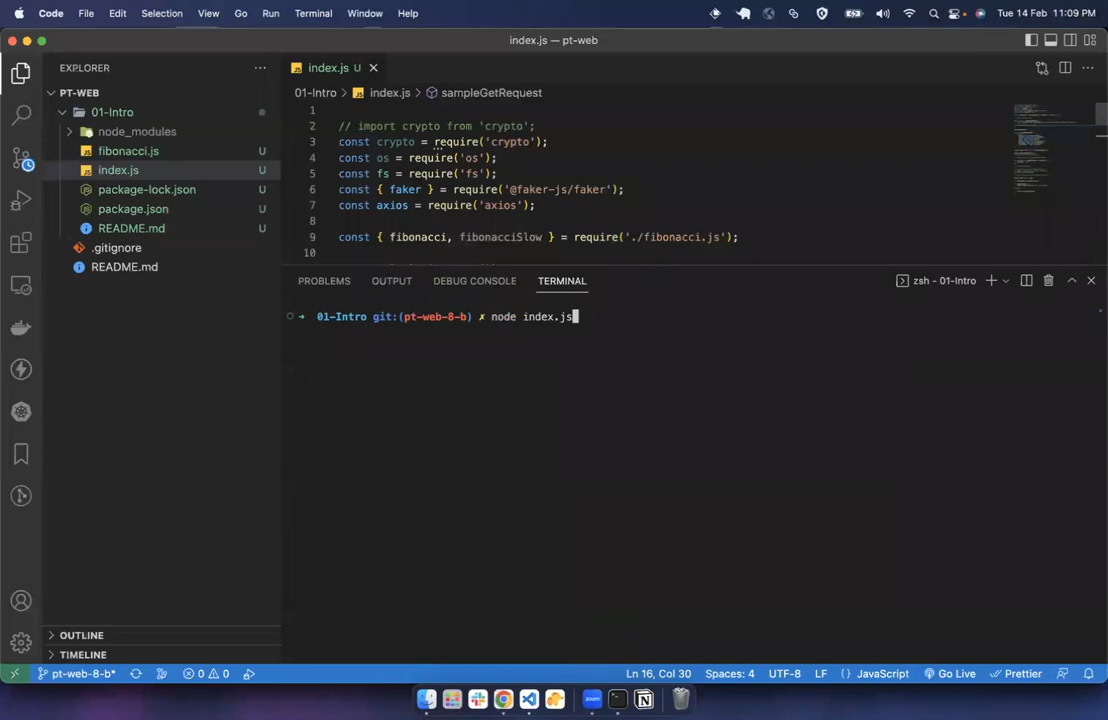 Code File Edit Selection View Go Run Terminal Window Help Tue 14 Feb 11:09 PM
index.js — pt-web
EXPLORER
PT-WEB
01-Intro
node_modules
fibonacci.js U
index.js U
package-lock.json U
package.json U
README.md U
.gitignore
README.md
OUTLINE
TIMELINE
JS index.js U
01-Intro > JS index.js > sampleGetRequest
1
2 // import crypto from 'crypto';
3 const crypto = require('crypto');
4 const os = require('os');
5 const fs = require('fs');
6 const { faker } = require('@faker-js/faker');
7 const axios = require('axios');
8
9 const { fibonacci, fibonacciSlow } = require('./fibonacci.js');
10
PROBLEMS OUTPUT DEBUG CONSOLE TERMINAL zsh - 01-Intro
→ 01-Intro git:(pt-web-8-b) ✗ node index.js
pt-web-8-b* 0 0 Ln 16, Col 30 Spaces: 4 UTF-8 LF { } JavaScript Go Live Prettier
zoom